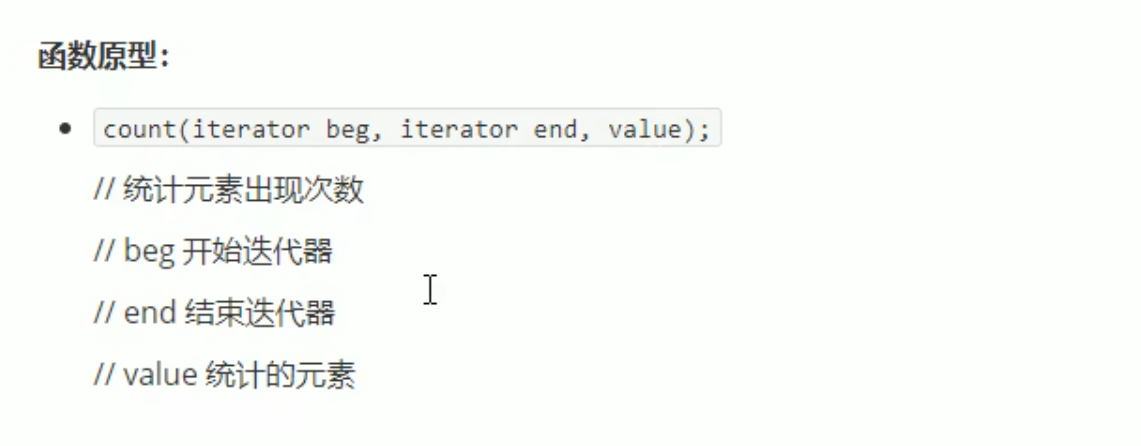 函数原型：
count(iterator beg, iterator end, value);
// 统计元素出现次数
// beg 开始迭代器
// end 结束迭代器
// value 统计的元素